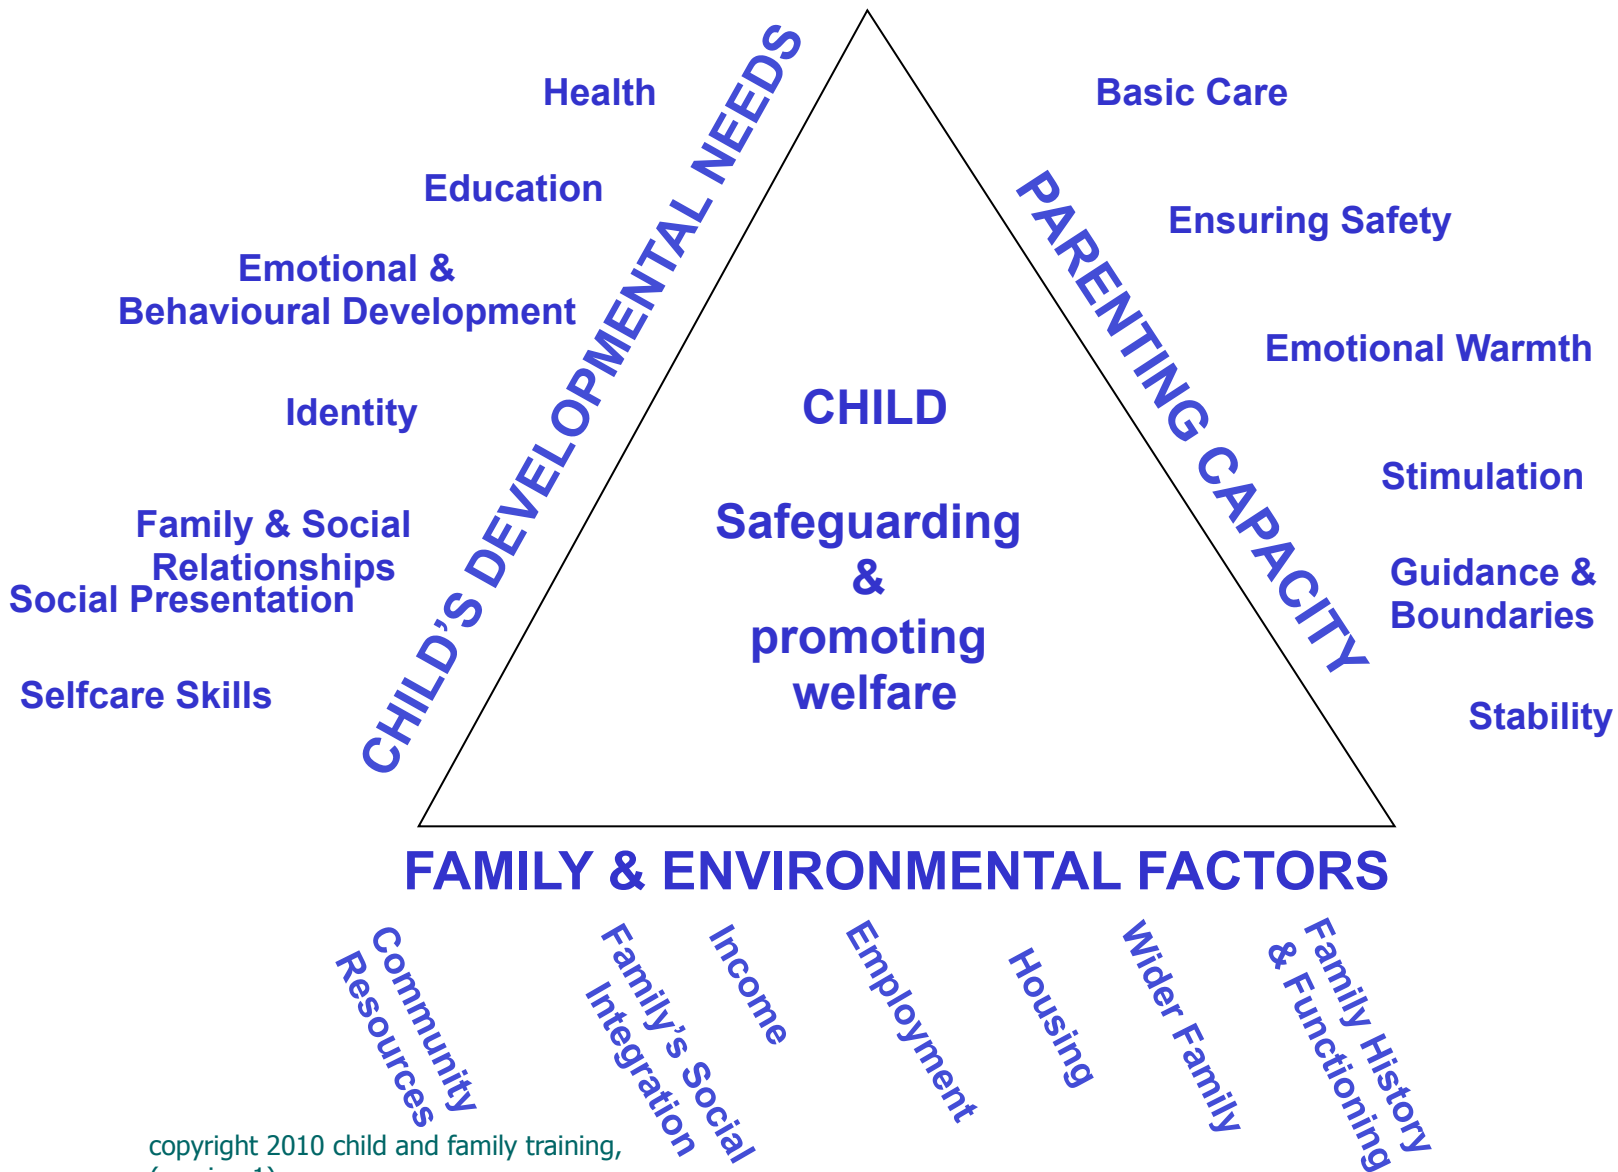 Health
Education
Emotional &
Behavioural Development
Identity
Family & Social
Relationships
Social Presentation
Selfcare Skills
CHILD'S DEVELOPMENTAL NEEDS
CHILD
Safeguarding
&
promoting
welfare
PARENTING CAPACITY
Basic Care
Ensuring Safety
Emotional Warmth
Stimulation
Guidance &
Boundaries
Stability
FAMILY & ENVIRONMENTAL FACTORS
Community
Resources
Family's Social
Integration
Income
Employment
Housing
Wider Family
Family History
& Functioning
copyright 2010 child and family training,